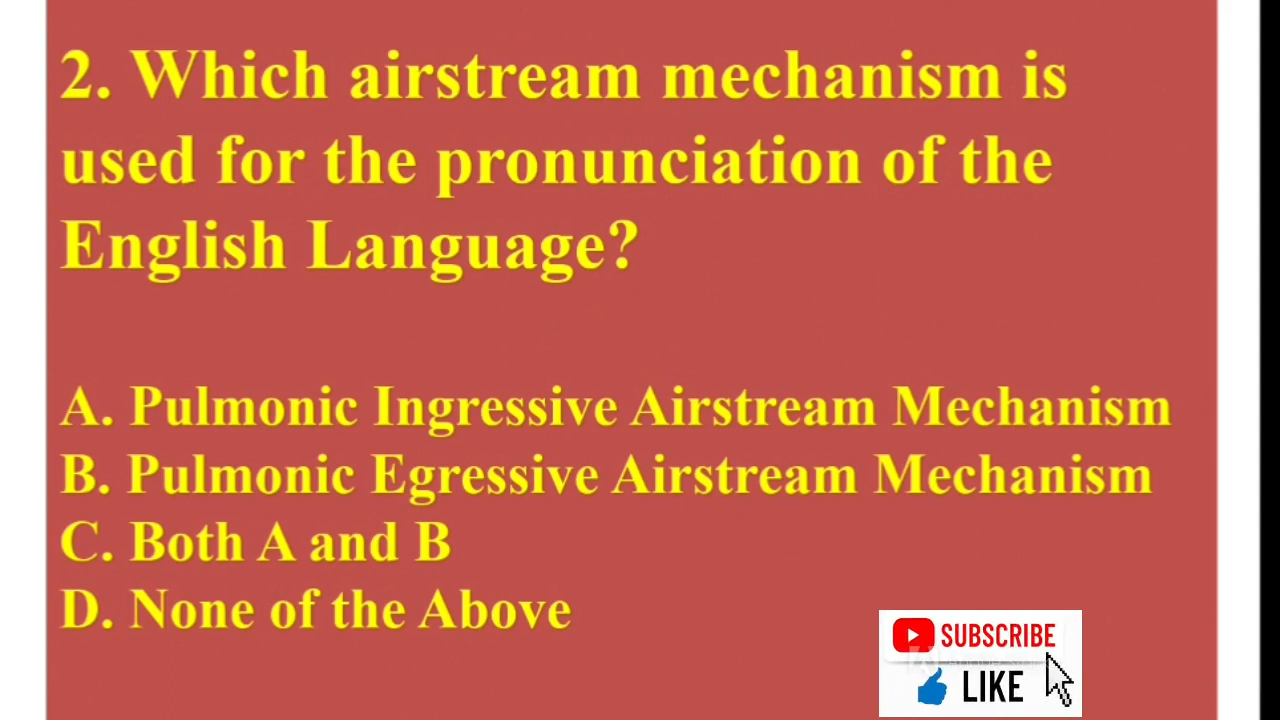 2. Which airstream mechanism is
used for the pronunciation of the
English Language?
A. Pulmonic Ingressive Airstream Mechanism
B. Pulmonic Egressive Airstream Mechanism
C. Both A and B
D. None of the Above
SUBSCRIBE
LIKE